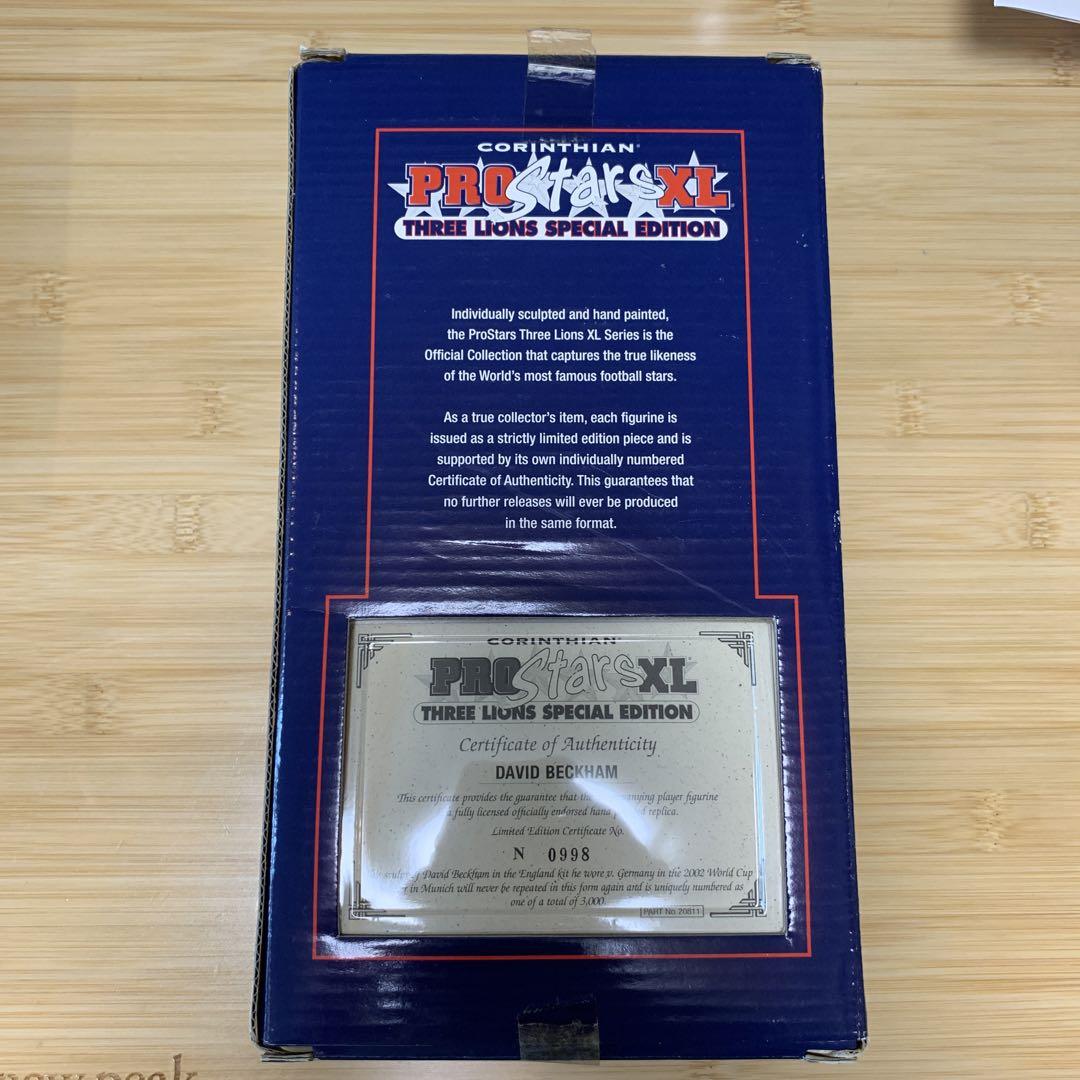 CORINTHIAN
PROStarsXL
THREE LIONS SPECIAL EDITION
Individually sculpted and hand painted,
the ProStars Three Lions XL Series is the
Official Collection that captures the true likeness
of the World's most famous football stars.
As a true collector's item, each figurine is
issued as a strictly limited edition piece and is
supported by its own individually numbered
Certificate of Authenticity. This guarantees that
no further releases will ever be produced
in the same format.
CORINTHIAN
PROStarsXL
THREE LIONS SPECIAL EDITION
Certificate of Authenticity
DAVID BECKHAM
This certificate provides the guarantee that the player figurine
fully licensed officially endorsed hand replica.
Limited Edition Certificate No.
N 0998
David Beckham in the England kit he wore v. Germany in the 2002 World Cup
in Munich will never be repeated in this form again and is uniquely numbered as
one of a total of 3,000.
PART No 20811